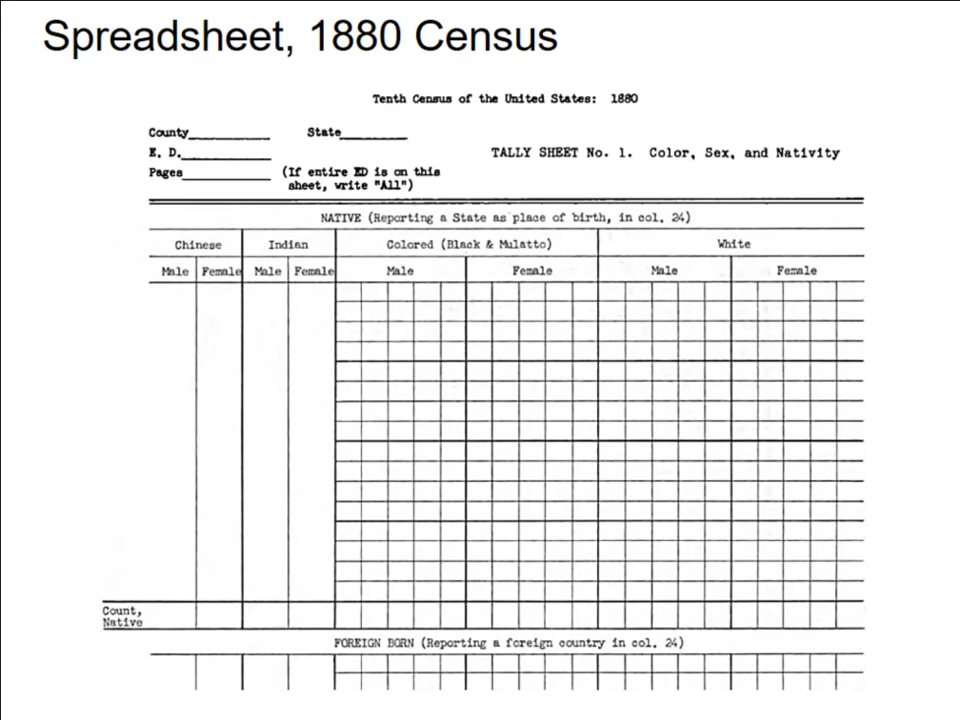 Spreadsheet, 1880 Census
Tenth Census of the United States: 1880
County State
E. D.
TALLY SHEET No. 1. Color, Sex, and Nativity
Pages (If entire ED is on this
sheet, write "All")
NATIVE (Reporting a State as place of birth, in col. 24)
Chinese Indian Colored (Black & Mulatto) White
Male Female Male Female Male Female Male Female
Count,
Native
FOREIGN BORN (Reporting a foreign country in col. 24)